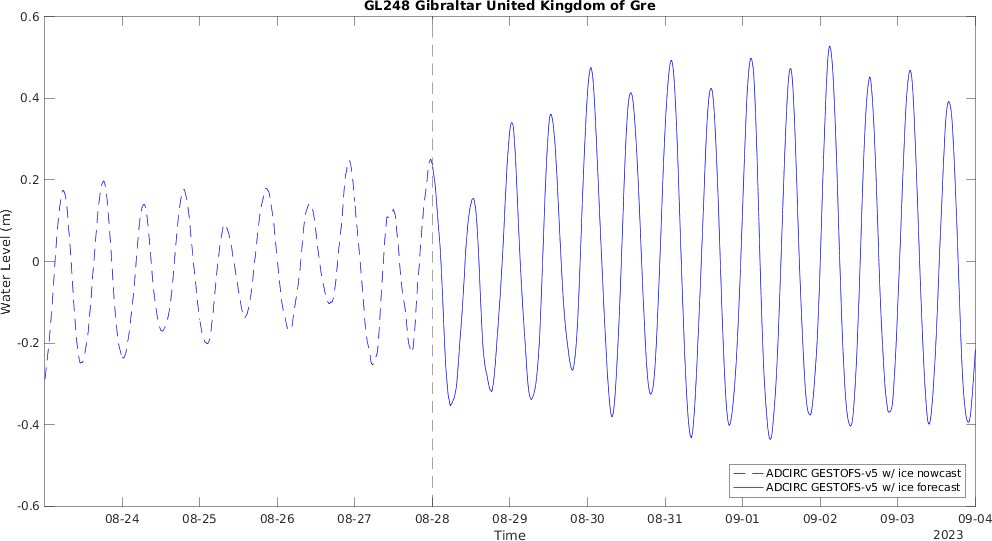 GL248 Gibraltar United Kingdom of Gre
0.6
0.4
0.2
0
-0.2
-0.4
-0.6
Water Level (m)
ADCIRC GESTOFS-v5 w/ ice nowcast
ADCIRC GESTOFS-v5 w/ ice forecast
08-24 08-25 08-26 08-27 08-28 08-29 08-30 08-31 09-01 09-02 09-03 09-04
Time
2023